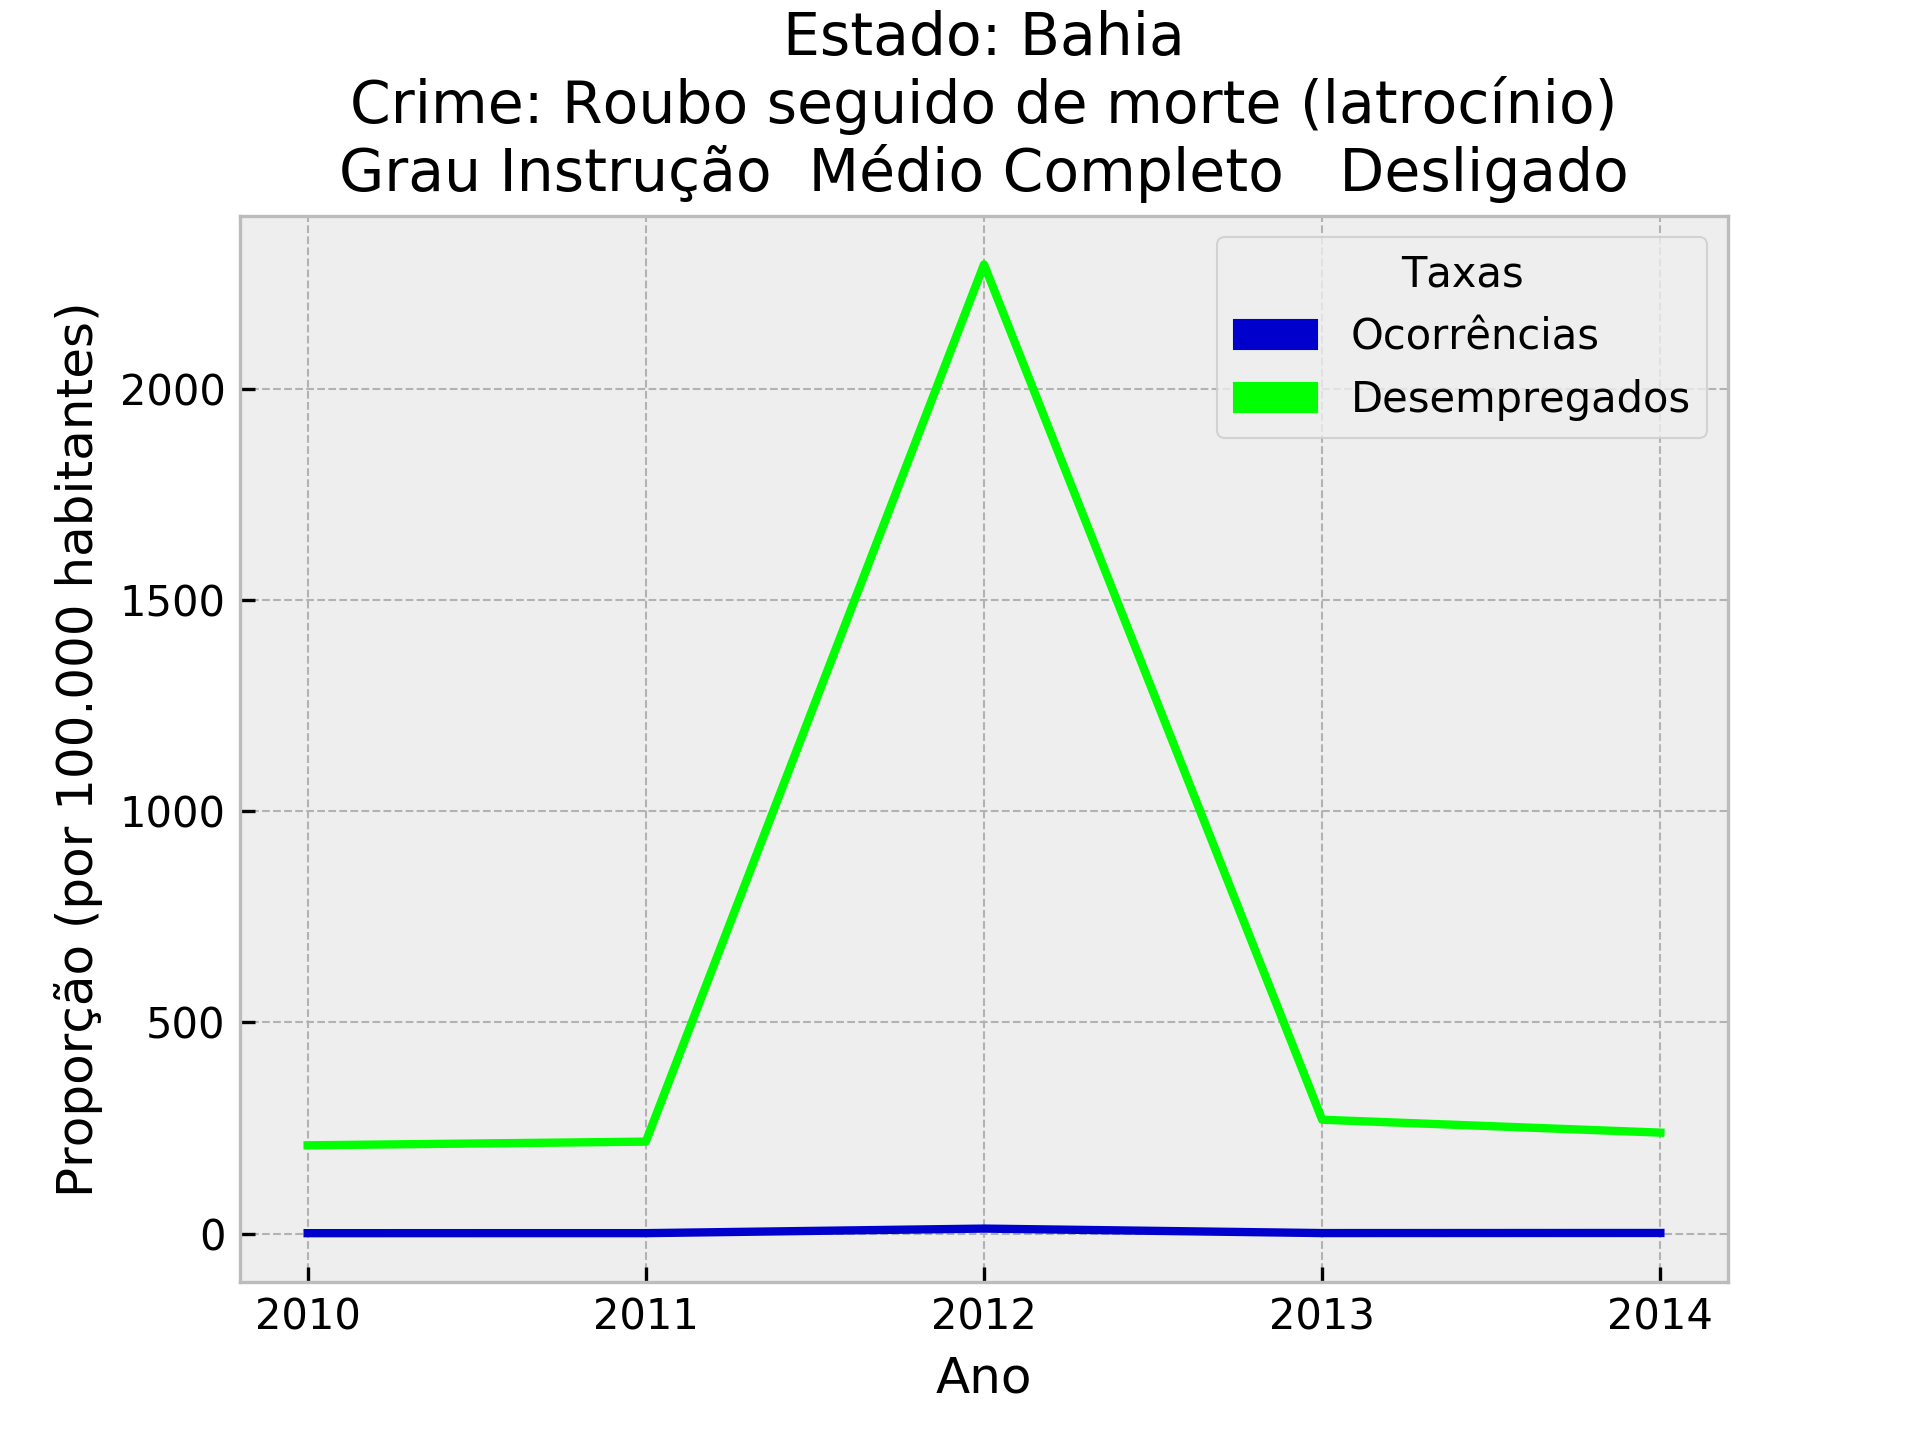 Estado: Bahia
Crime: Roubo seguido de morte (latrocínio)
Grau Instrução  Médio Completo   Desligado
Taxas
Ocorrências
Desempregados
Proporção (por 100.000 habitantes)
2000
1500
1000
500
0
2010 2011 2012 2013 2014
Ano